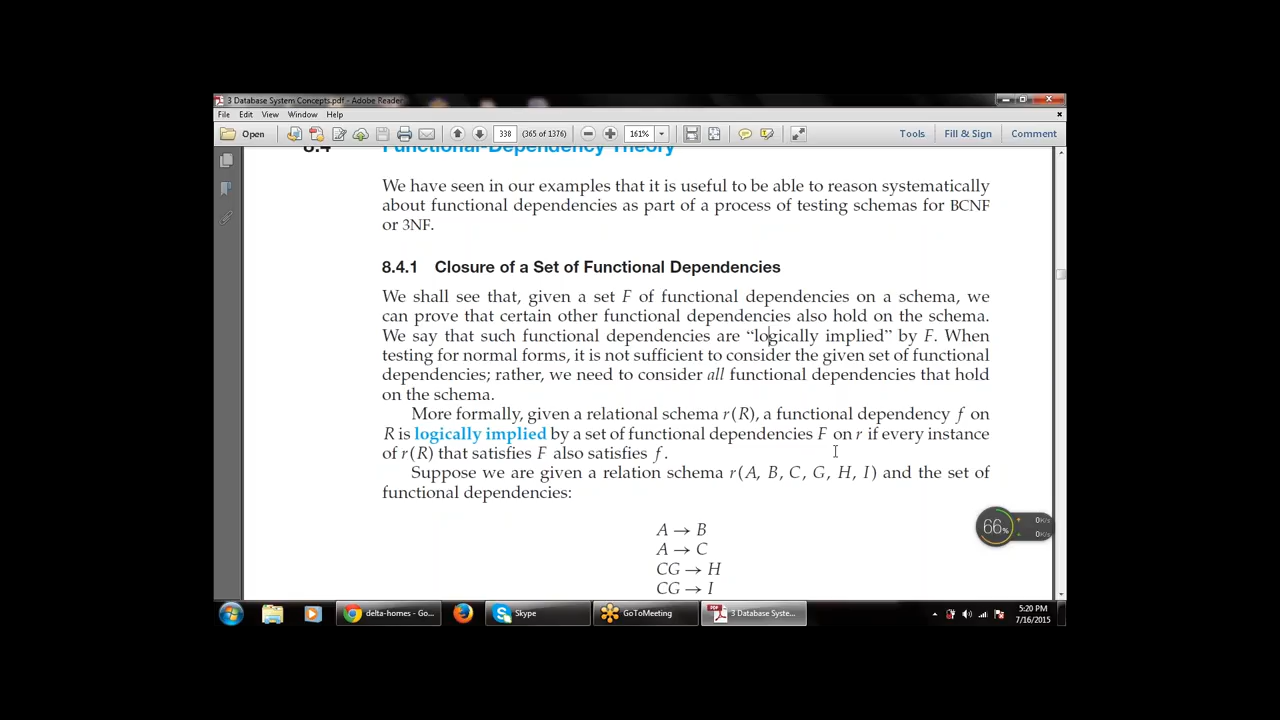 3 Database System Concepts.pdf - Adobe Reader
File Edit View Window Help
Open 338 (365 of 1376) 161% Tools Fill & Sign Comment
8.4 Functional-Dependency Theory
We have seen in our examples that it is useful to be able to reason systematically
about functional dependencies as part of a process of testing schemas for BCNF
or 3NF.
8.4.1 Closure of a Set of Functional Dependencies
We shall see that, given a set F of functional dependencies on a schema, we
can prove that certain other functional dependencies also hold on the schema.
We say that such functional dependencies are “logically implied” by F. When
testing for normal forms, it is not sufficient to consider the given set of functional
dependencies; rather, we need to consider all functional dependencies that hold
on the schema.
More formally, given a relational schema r(R), a functional dependency f on
R is logically implied by a set of functional dependencies F on r if every instance
of r(R) that satisfies F also satisfies f.
Suppose we are given a relation schema r(A, B, C, G, H, I) and the set of
functional dependencies:
A → B
A → C
CG → H
CG → I
66%
0K/s
0K/s
delta-homes - Go... Skype GoToMeeting 3 Database Syste...
5:20 PM
7/16/2015